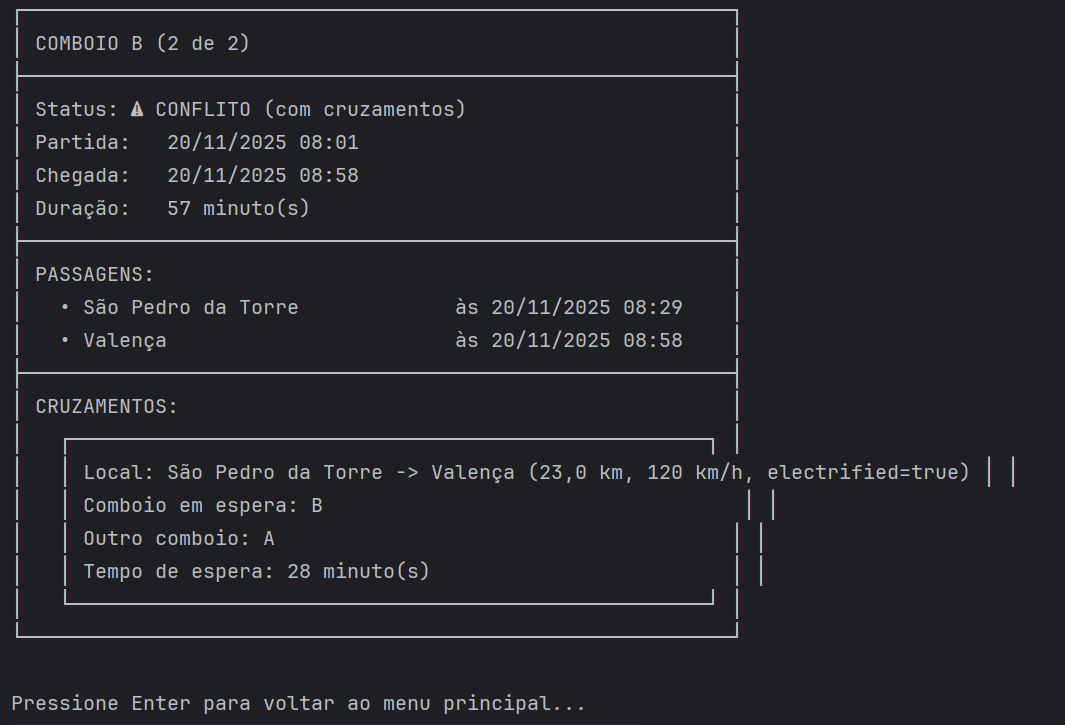 COMBOIO B (2 de 2)
Status: ⚠ CONFLITO (com cruzamentos)
Partida:   20/11/2025 08:01
Chegada:   20/11/2025 08:58
Duração:   57 minuto(s)
PASSAGENS:
• São Pedro da Torre             às 20/11/2025 08:29
• Valença                        às 20/11/2025 08:58
CRUZAMENTOS:
Local: São Pedro da Torre -> Valença (23,0 km, 120 km/h, electrified=true)
Comboio em espera: B
Outro comboio: A
Tempo de espera: 28 minuto(s)
Pressione Enter para voltar ao menu principal...